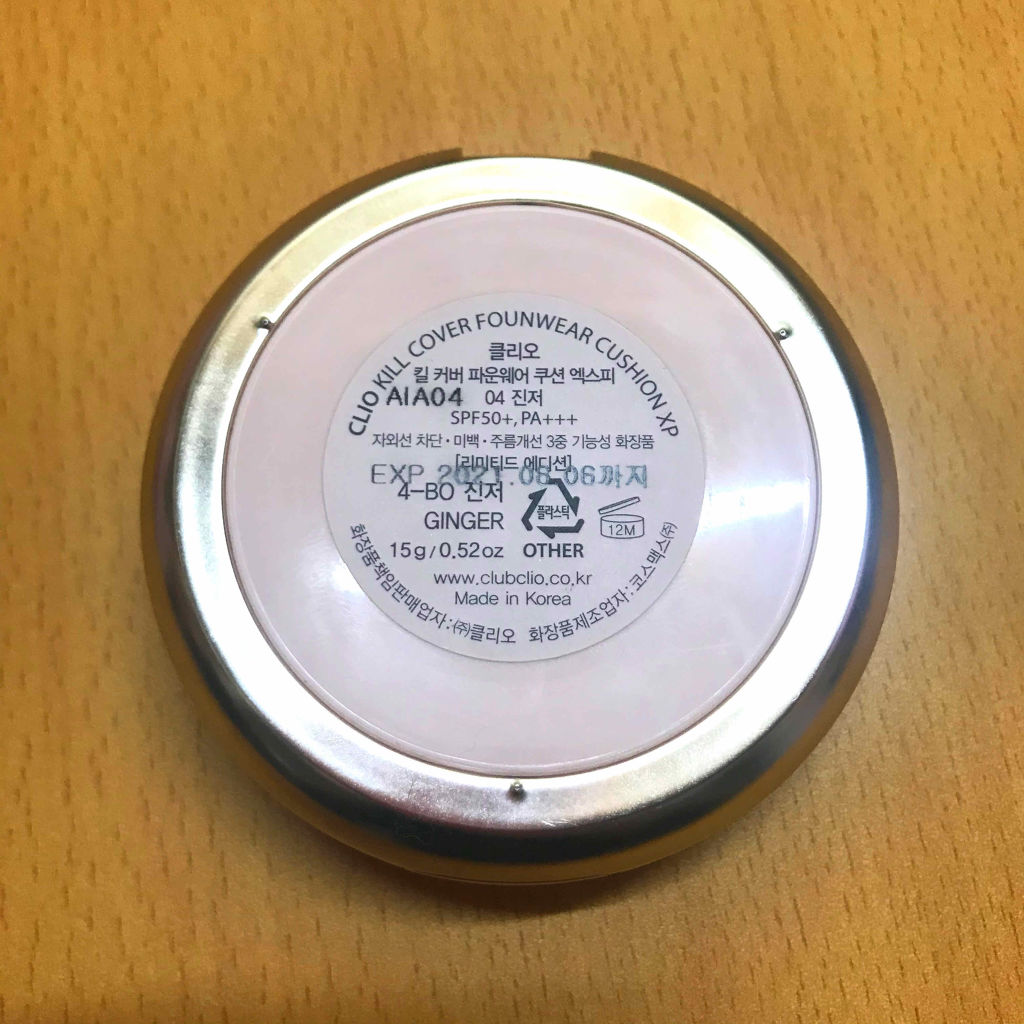 CLIO KILL COVER FOUNWEAR CUSHION XP
클리오
킬 커버 파운웨어 쿠션 엑스피
AIA04 04 진저
SPF50+, PA+++
자외선 차단・미백・주름개선 3중 기능성 화장품
[리미티드 에디션]
EXP 2021.08.06까지
4-BO 진저
GINGER
플라스틱
OTHER
12M
15g/0.52oz
www.clubclio.co.kr
Made in Korea
화장품책임판매업자:㈜클리오 화장품제조업자:코스맥스㈜